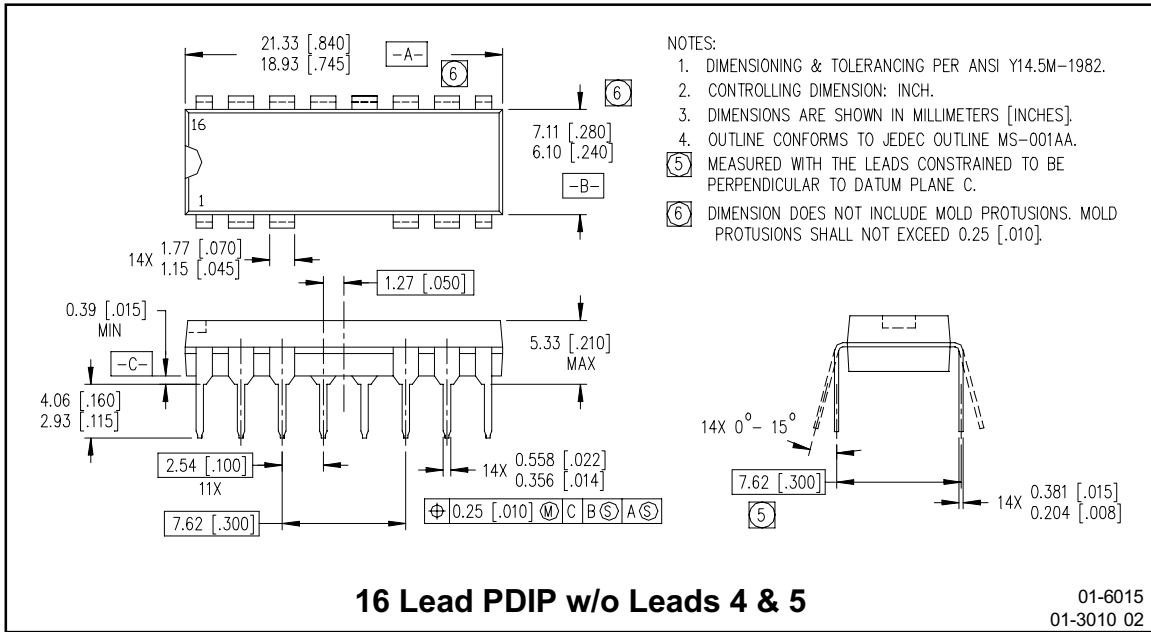 21.33 [.840]
18.93 [.745]
-A-
6
6
16
1
7.11 [.280]
6.10 [.240]
-B-
NOTES:
1. DIMENSIONING & TOLERANCING PER ANSI Y14.5M-1982.
2. CONTROLLING DIMENSION: INCH.
3. DIMENSIONS ARE SHOWN IN MILLIMETERS [INCHES].
4. OUTLINE CONFORMS TO JEDEC OUTLINE MS-001AA.
5 MEASURED WITH THE LEADS CONSTRAINED TO BE
PERPENDICULAR TO DATUM PLANE C.
6 DIMENSION DOES NOT INCLUDE MOLD PROTUSIONS. MOLD
PROTUSIONS SHALL NOT EXCEED 0.25 [.010].
14X 1.77 [.070]
1.15 [.045]
1.27 [.050]
0.39 [.015]
MIN
-C-
5.33 [.210]
MAX
4.06 [.160]
2.93 [.115]
2.54 [.100]
11X
14X 0.558 [.022]
0.356 [.014]
⌖ 0.25 [.010] Ⓜ C B Ⓢ A Ⓢ
7.62 [.300]
14X 0° - 15°
7.62 [.300]
5
14X 0.381 [.015]
0.204 [.008]
16 Lead PDIP w/o Leads 4 & 5
01-6015
01-3010 02